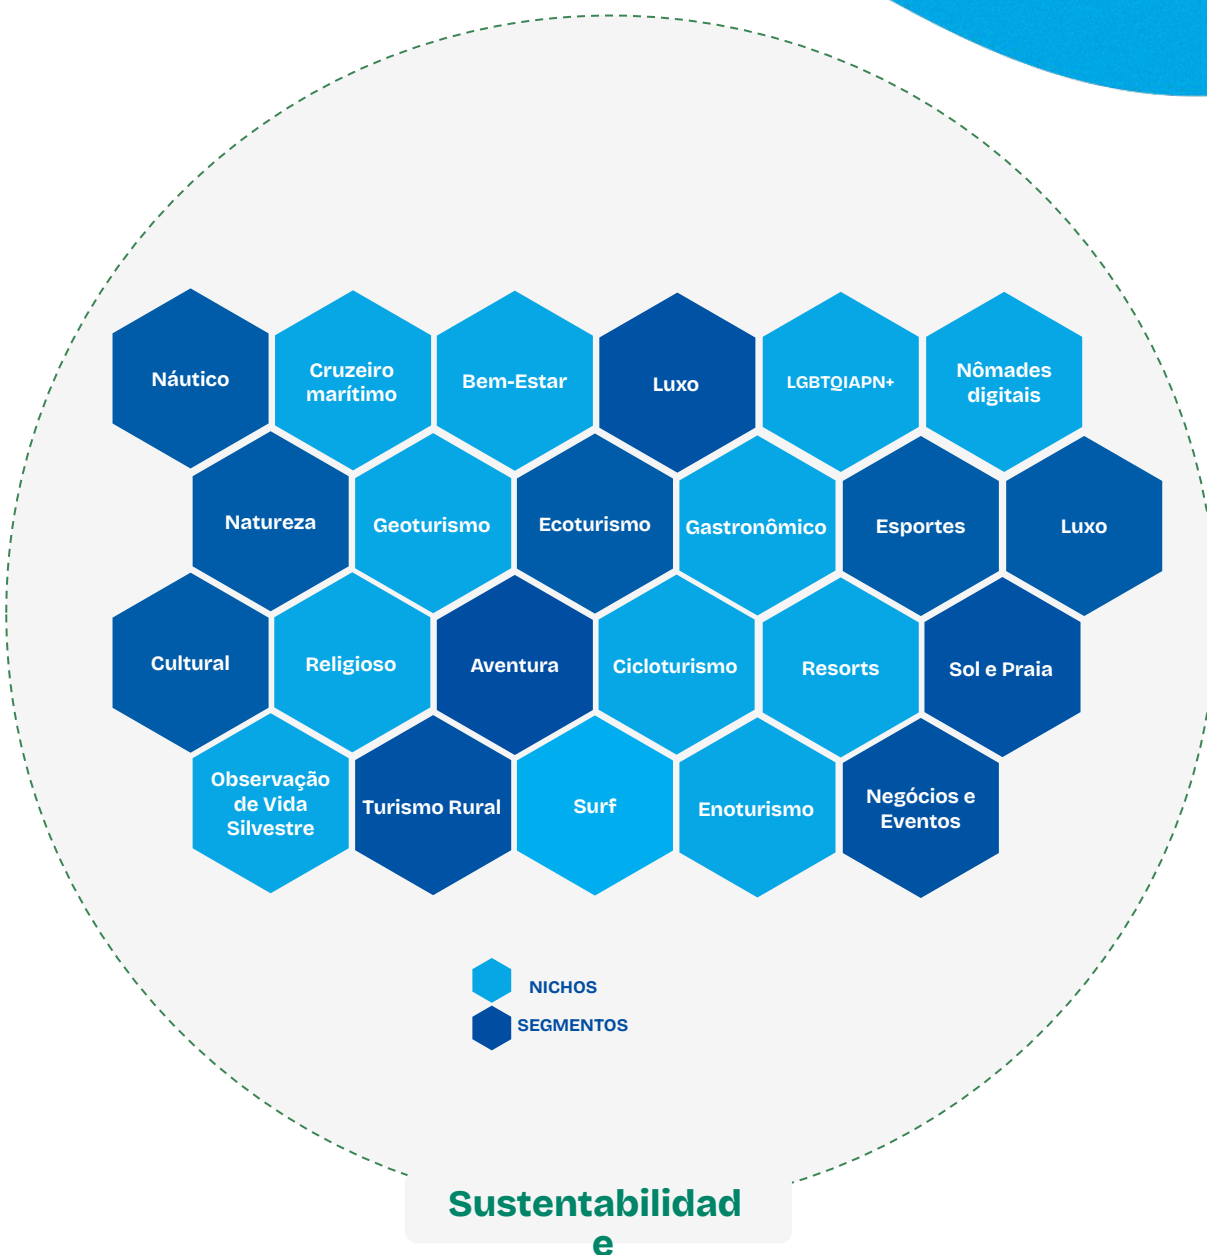 Náutico
Cruzeiro
marítimo
Bem-Estar
Luxo
LGBTQIAPN+
Nômades
digitais
Natureza
Geoturismo
Ecoturismo
Gastronômico
Esportes
Luxo
Cultural
Religioso
Aventura
Cicloturismo
Resorts
Sol e Praia
Observação
de Vida
Silvestre
Turismo Rural
Surf
Enoturismo
Negócios e
Eventos
NICHOS
SEGMENTOS
Sustentabilidad
e